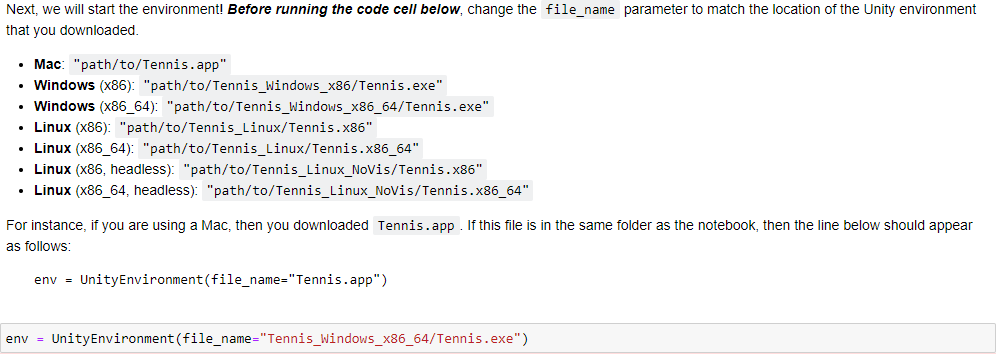 Next, we will start the environment! Before running the code cell below, change the file_name parameter to match the location of the Unity environment
that you downloaded.
• Mac: "path/to/Tennis.app"
• Windows (x86): "path/to/Tennis_Windows_x86/Tennis.exe"
• Windows (x86_64): "path/to/Tennis_Windows_x86_64/Tennis.exe"
• Linux (x86): "path/to/Tennis_Linux/Tennis.x86"
• Linux (x86_64): "path/to/Tennis_Linux/Tennis.x86_64"
• Linux (x86, headless): "path/to/Tennis_Linux_NoVis/Tennis.x86"
• Linux (x86_64, headless): "path/to/Tennis_Linux_NoVis/Tennis.x86_64"
For instance, if you are using a Mac, then you downloaded Tennis.app . If this file is in the same folder as the notebook, then the line below should appear
as follows:
env = UnityEnvironment(file_name="Tennis.app")
env = UnityEnvironment(file_name="Tennis_Windows_x86_64/Tennis.exe")